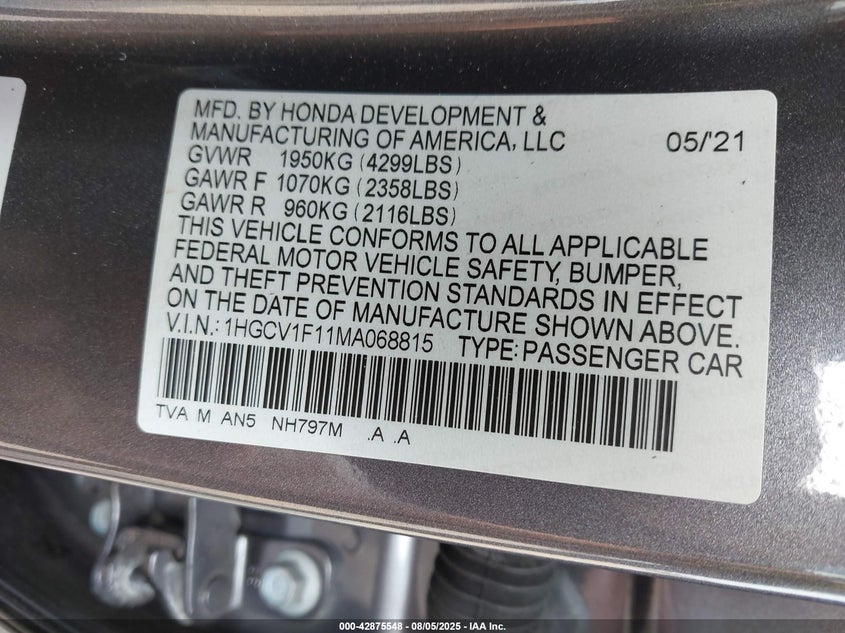 MFD. BY HONDA DEVELOPMENT &
MANUFACTURING OF AMERICA, LLC 05/'21
GVWR 1950KG (4299LBS)
GAWR F 1070KG (2358LBS)
GAWR R 960KG (2116LBS)
THIS VEHICLE CONFORMS TO ALL APPLICABLE
FEDERAL MOTOR VEHICLE SAFETY, BUMPER,
AND THEFT PREVENTION STANDARDS IN EFFECT
ON THE DATE OF MANUFACTURE SHOWN ABOVE.
V.I.N.: 1HGCV1F11MA068815 TYPE: PASSENGER CAR
TVA M AN5 NH797M .A .A
000-42875548 - 08/05/2025 - IAA Inc.